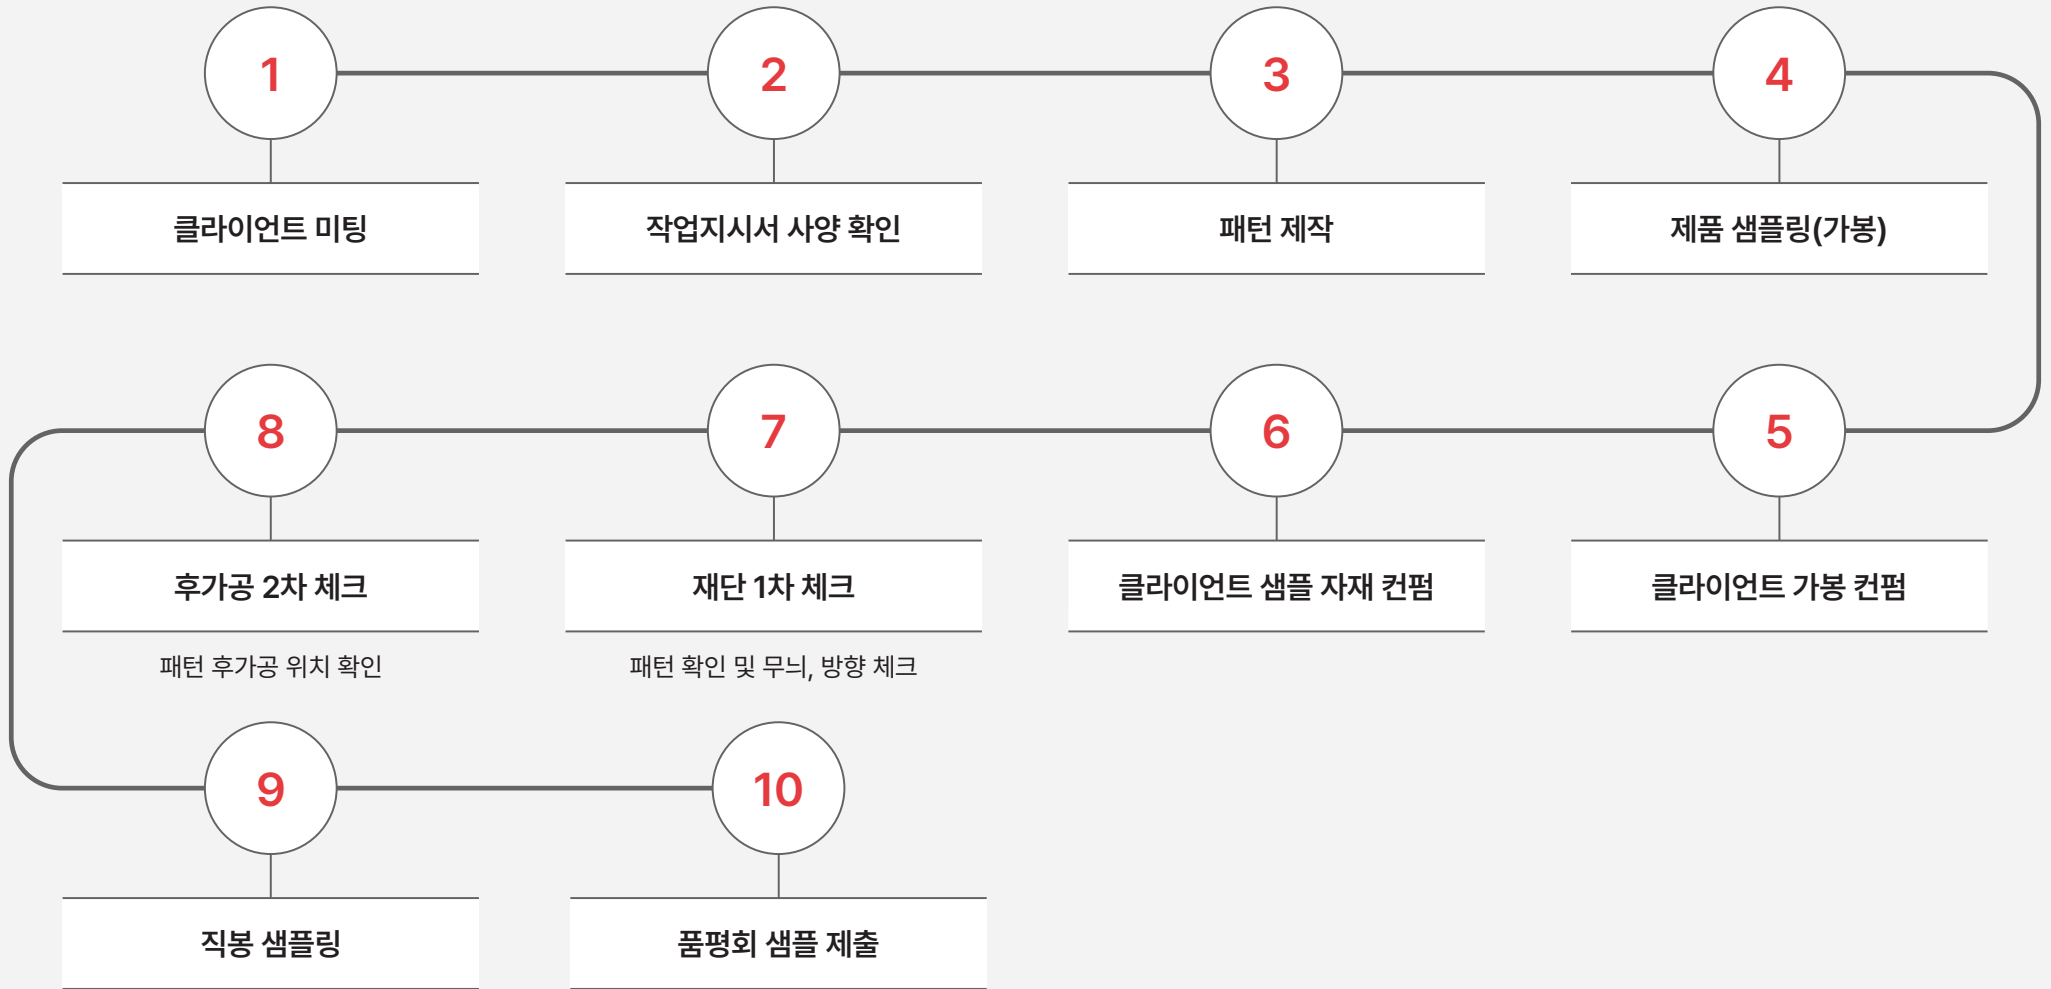 1
클라이언트 미팅
2
작업지시서 사양 확인
3
패턴 제작
4
제품 샘플링(가봉)
5
클라이언트 가봉 컨펌
6
클라이언트 샘플 자재 컨펌
7
재단 1차 체크
패턴 확인 및 무늬, 방향 체크
8
후가공 2차 체크
패턴 후가공 위치 확인
9
직봉 샘플링
10
품평회 샘플 제출